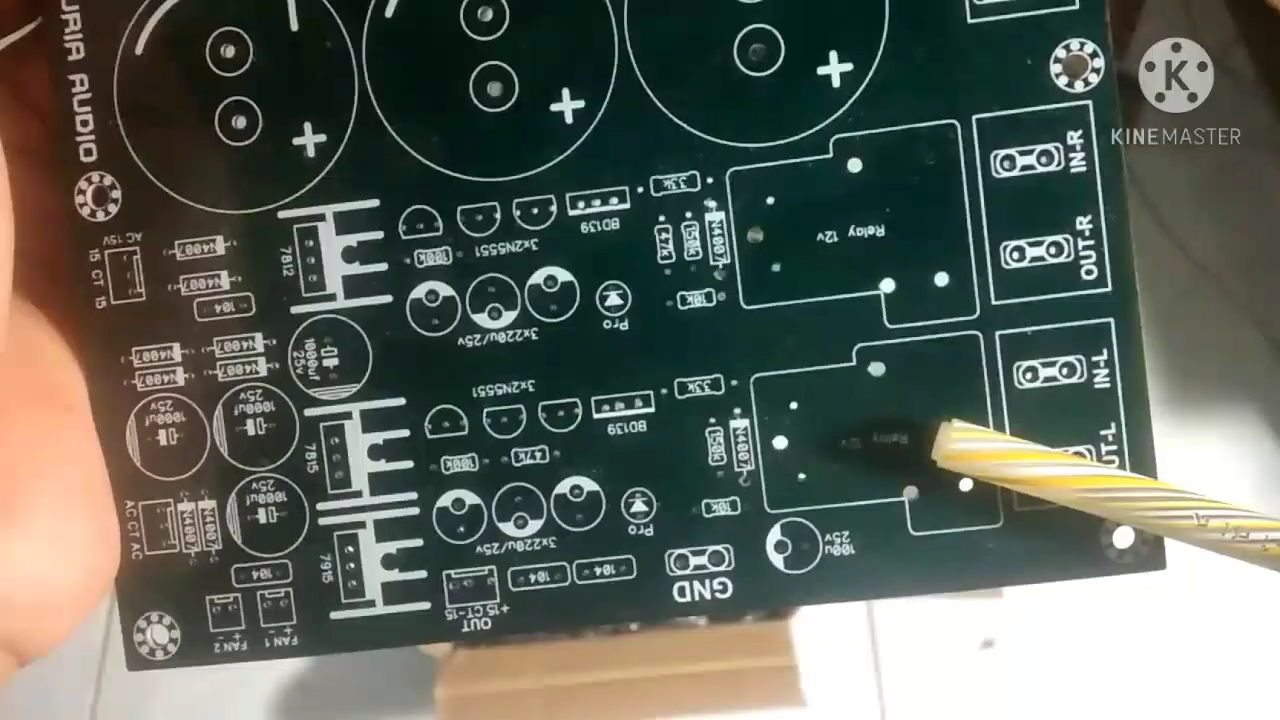 URIA AUDIO
KINEMASTER
IN-R
OUT-R
IN-L
UT-L
AC 15V
15 CT 15
N4007
N4007
104
7812
100k
3x2N5551
BD139
33k
47k
150k
N4007
10k
Relay 12v
3x220u/25v
Pro
N4007
N4007
N4007
N4007
1000uf
25v
1000uf
25v
1000uf
25v
1000uf
25v
7815
100k
47k
3x2N5551
BD139
33k
150k
N4007
10k
Relay
3x220u/25v
Pro
AC CT AC
N4007
N4007
104
7915
104
104
GND
100u
25v
+15 CT-15
OUT
FAN 2
- +
FAN 1
- +